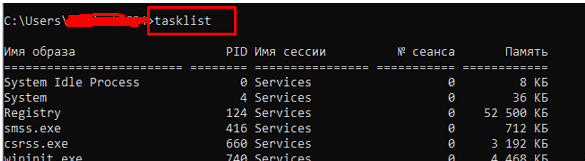 C:\Users\ >tasklist
Имя образа PID Имя сессии № сеанса Память
========================= ======== ================ =========== ============
System Idle Process 0 Services 0 8 КБ
System 4 Services 0 36 КБ
Registry 124 Services 0 52 500 КБ
smss.exe 416 Services 0 712 КБ
csrss.exe 660 Services 0 3 192 КБ
wininit.exe 740 Services 0 4 468 КБ